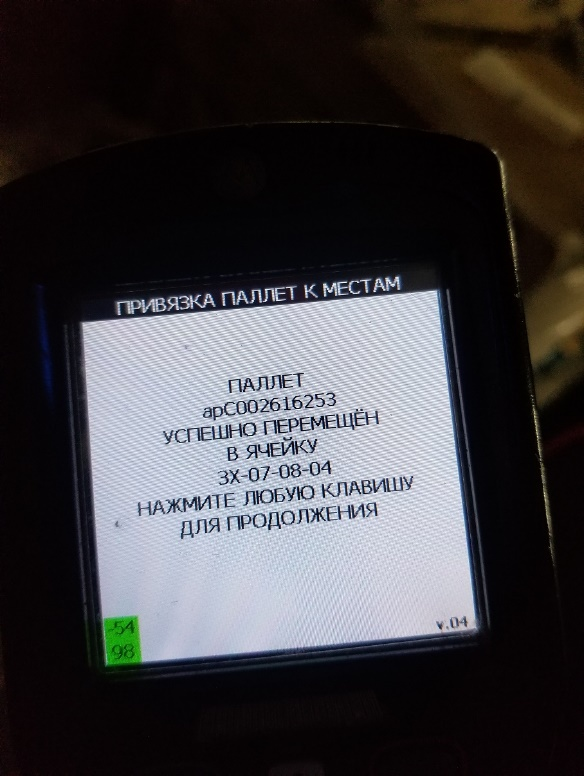 ПРИВЯЗКА ПАЛЛЕТ К МЕСТАМ
ПАЛЛЕТ
apC002616253
УСПЕШНО ПЕРЕМЕЩЁН
В ЯЧЕЙКУ
ЗХ-07-08-04
НАЖМИТЕ ЛЮБУЮ КЛАВИШУ
ДЛЯ ПРОДОЛЖЕНИЯ
-54
98
v.04